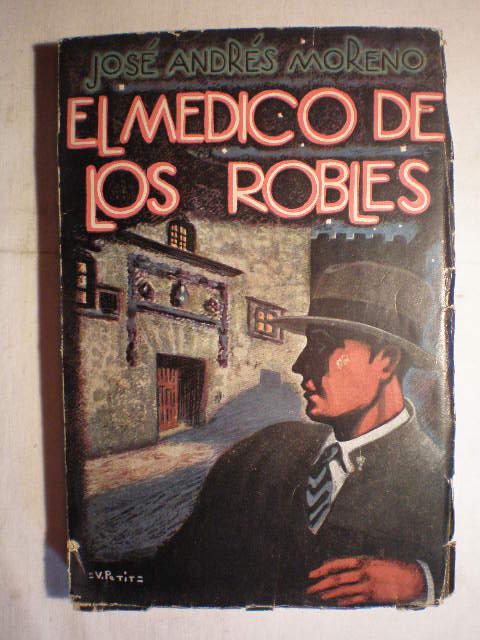 JOSÉ ANDRÉS MORENO
EL MEDICO DE
LOS ROBLES
=V. PETIT=